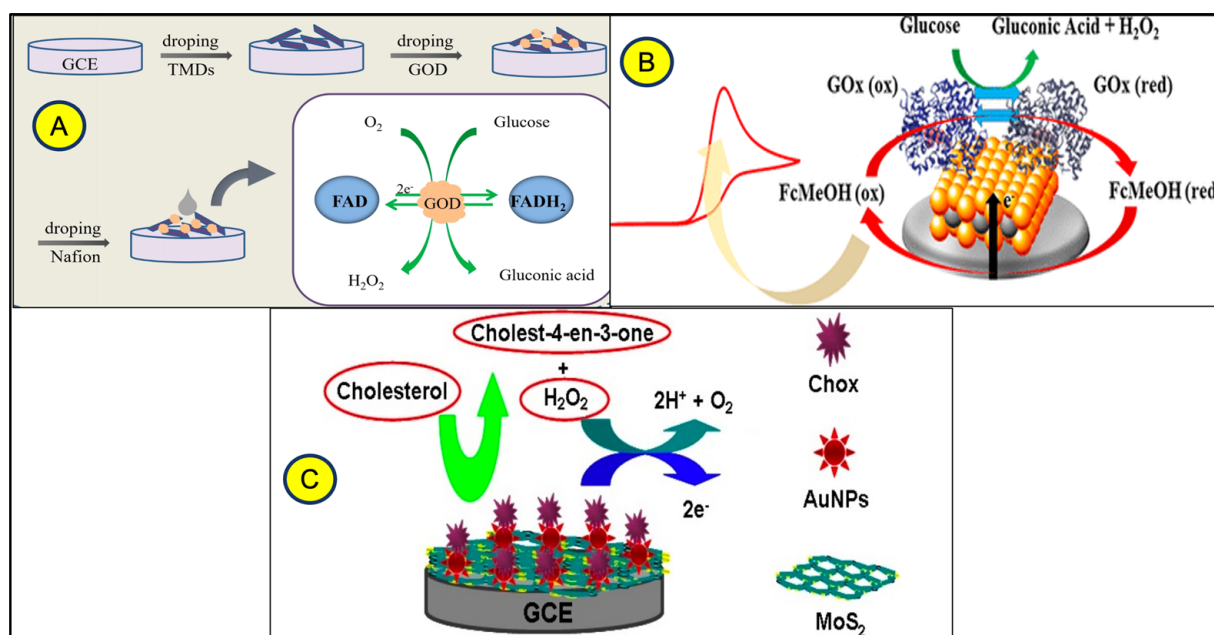 GCE
droping
TMDs
droping
GOD
A
O₂
Glucose
FAD
2e⁻
GOD
FADH₂
H₂O₂
Gluconic acid
droping
Nafion
B
Glucose
Gluconic Acid + H₂O₂
GOx (ox)
GOx (red)
FcMeOH (ox)
e⁻
FcMeOH (red)
C
Cholest-4-en-3-one
+
Cholesterol
H₂O₂
2H⁺ + O₂
2e⁻
GCE
Chox
AuNPs
MoS₂